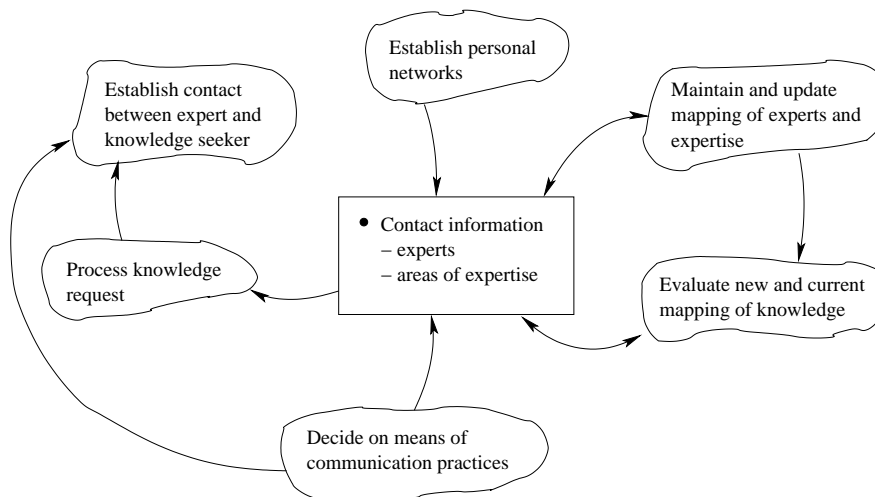 Establish personal
networks
Establish contact
between expert and
knowledge seeker
Maintain and update
mapping of experts and
expertise
• Contact information
– experts
– areas of expertise
Process knowledge
request
Evaluate new and current
mapping of knowledge
Decide on means of
communication practices